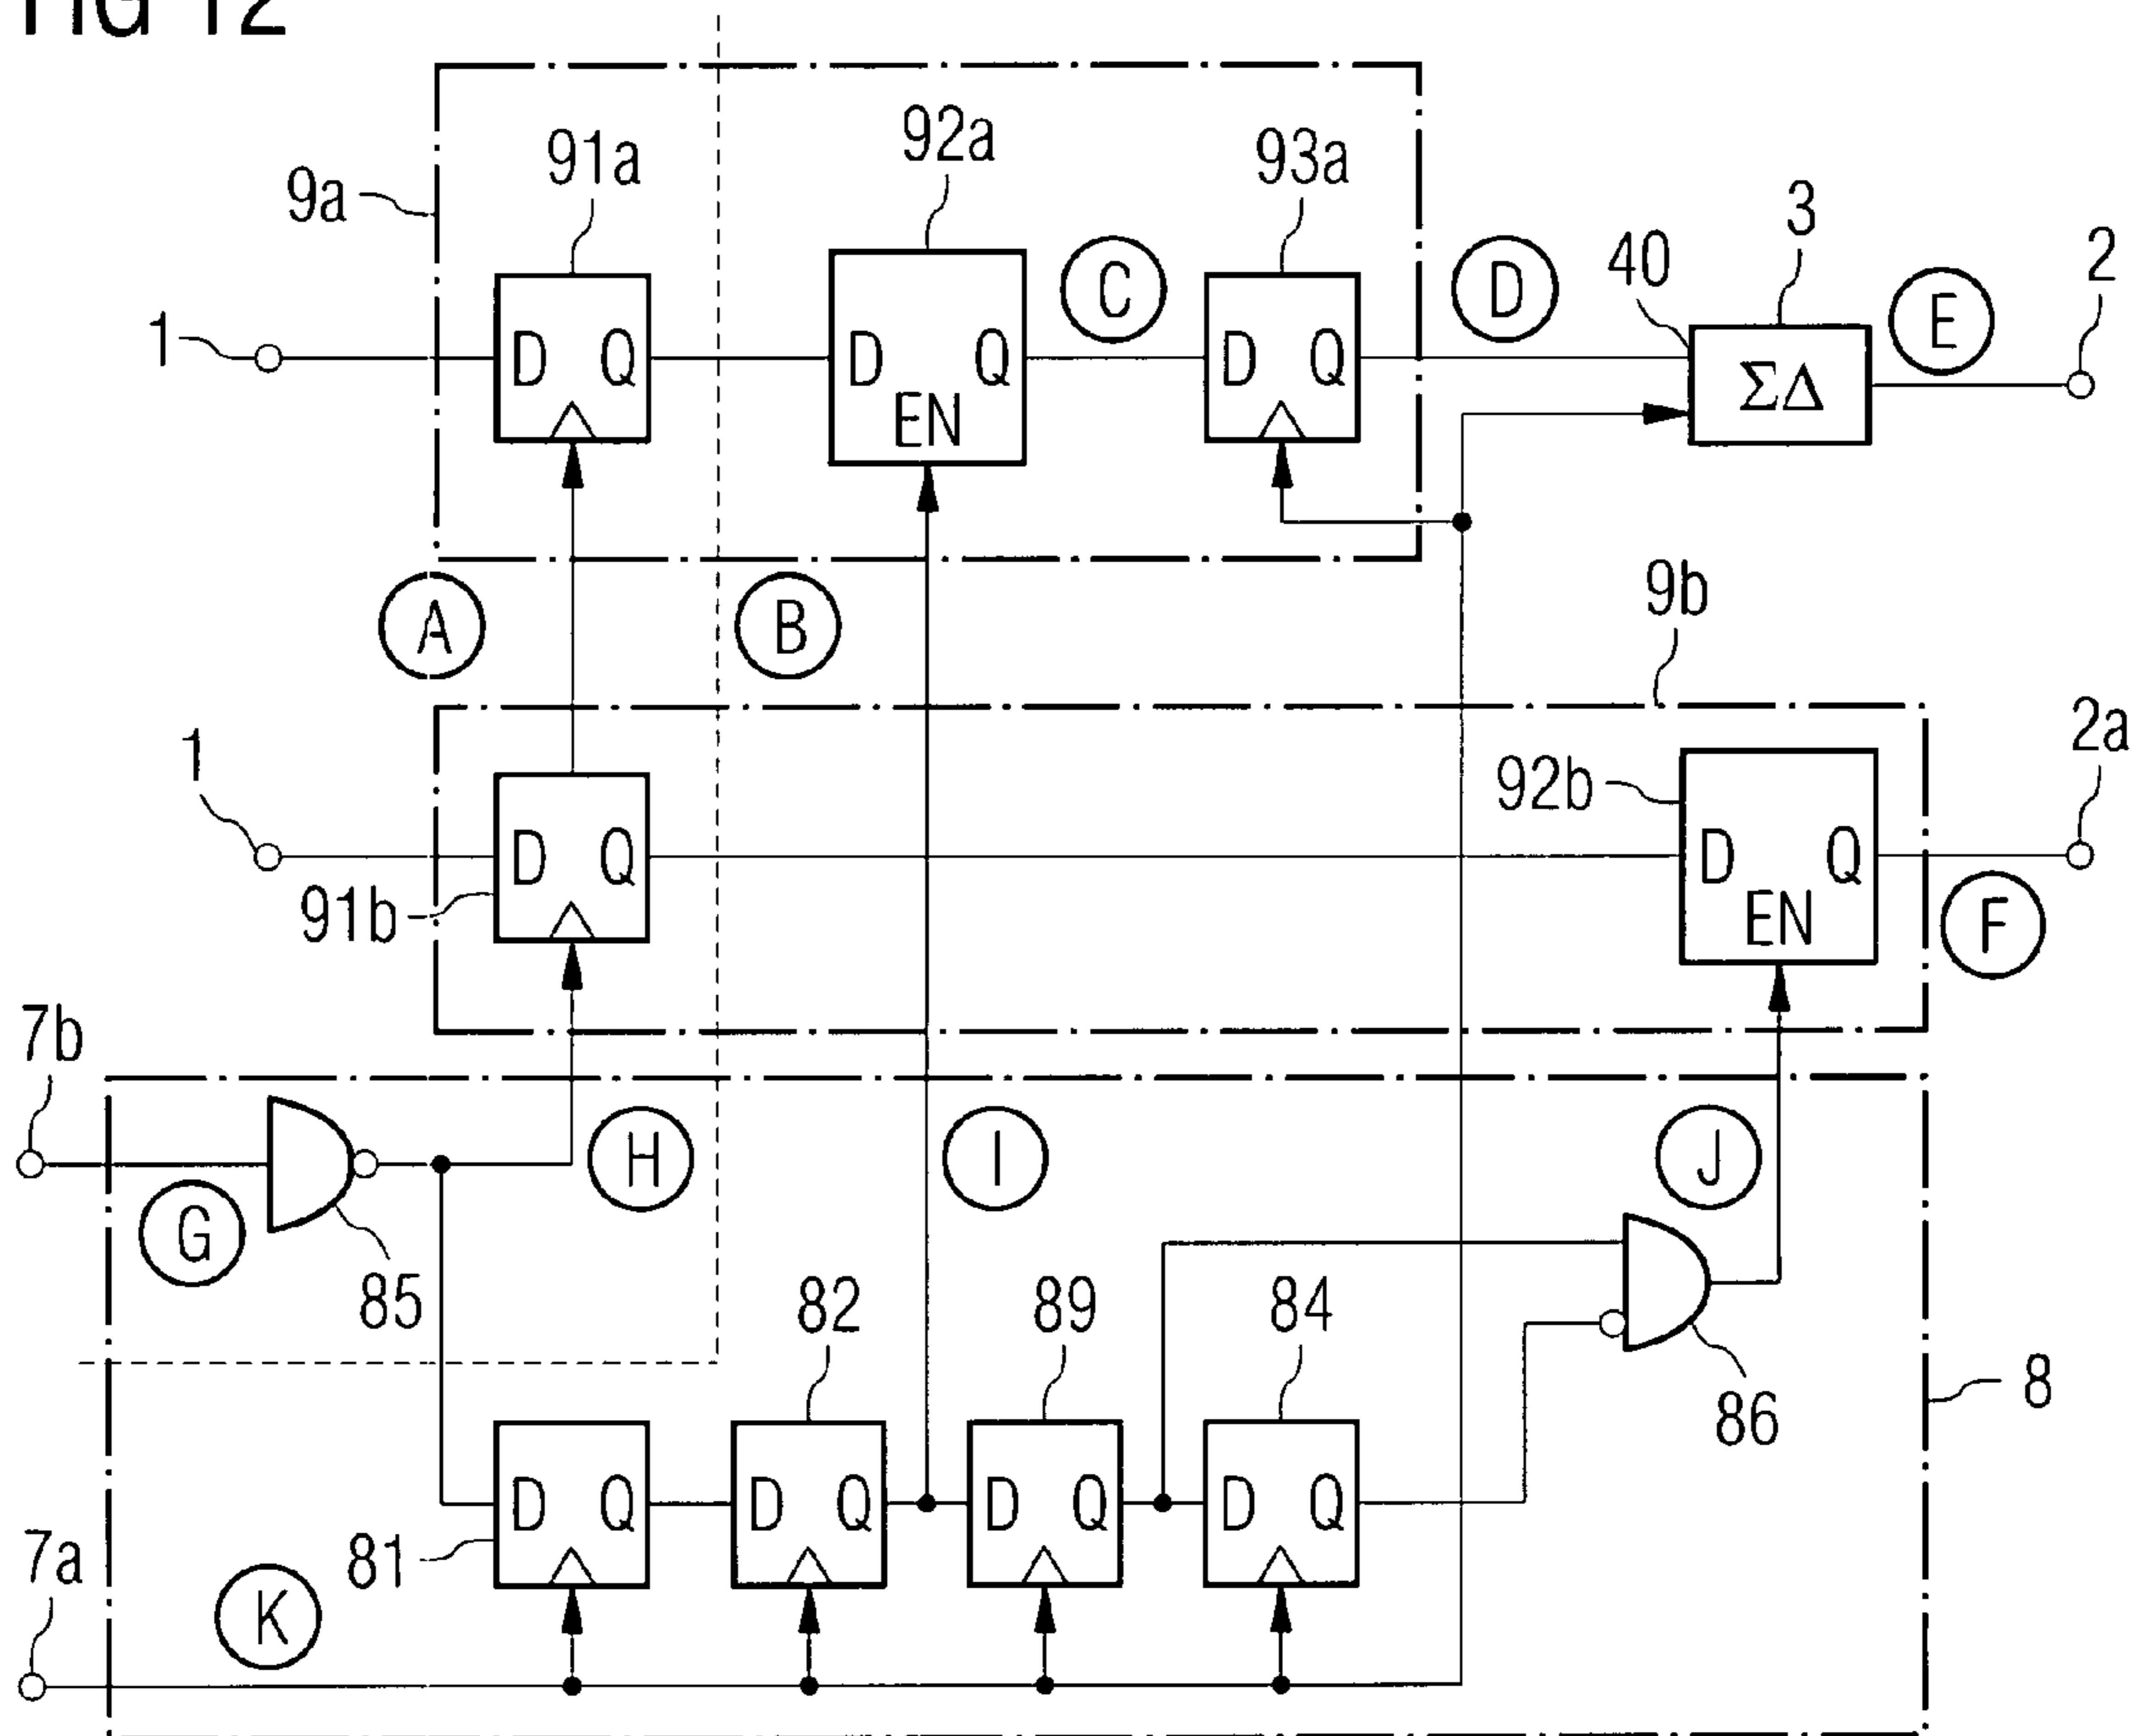 FIG 12
9a
91a
92a
93a
3
2
40
1
D Q
D Q
EN
C
D Q
D
ΣΔ
E
A
B
9b
1
2a
91b
D Q
92b
D Q
EN
F
7b
G
H
I
J
85
82
89
84
86
8
81
D Q
D Q
D Q
D Q
7a
K